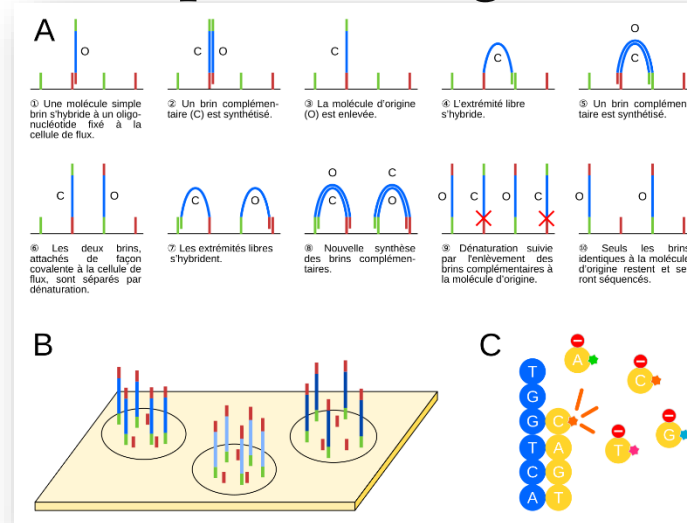 A
O
C O
C
C
O
C
① Une molécule simple
brin s'hybride à un oligo-
nucléotide fixé à la
cellule de flux.
② Un brin complémen-
taire (C) est synthétisé.
③ La molécule d'origine
(O) est enlevée.
④ L'extrémité libre
s'hybride.
⑤ Un brin complémen
taire est synthétisé.
C O
C O
O C
C O
O C O C
O O
⑥ Les deux brins,
attachés de façon
covalente à la cellule de
flux, sont séparés par
dénaturation.
⑦ Les extrémités libres
s'hybrident.
⑧ Nouvelle synthèse
des brins complémen-
taires.
⑨ Dénaturation suivie
par l'enlèvement des
brins complémentaires à
la molécule d'origine.
⑩ Seuls les brins
identiques à la molécule
d'origine restent et se
ront séquencés.
B
C
T
G
G C
T A
C G
A T
A
C
T
G